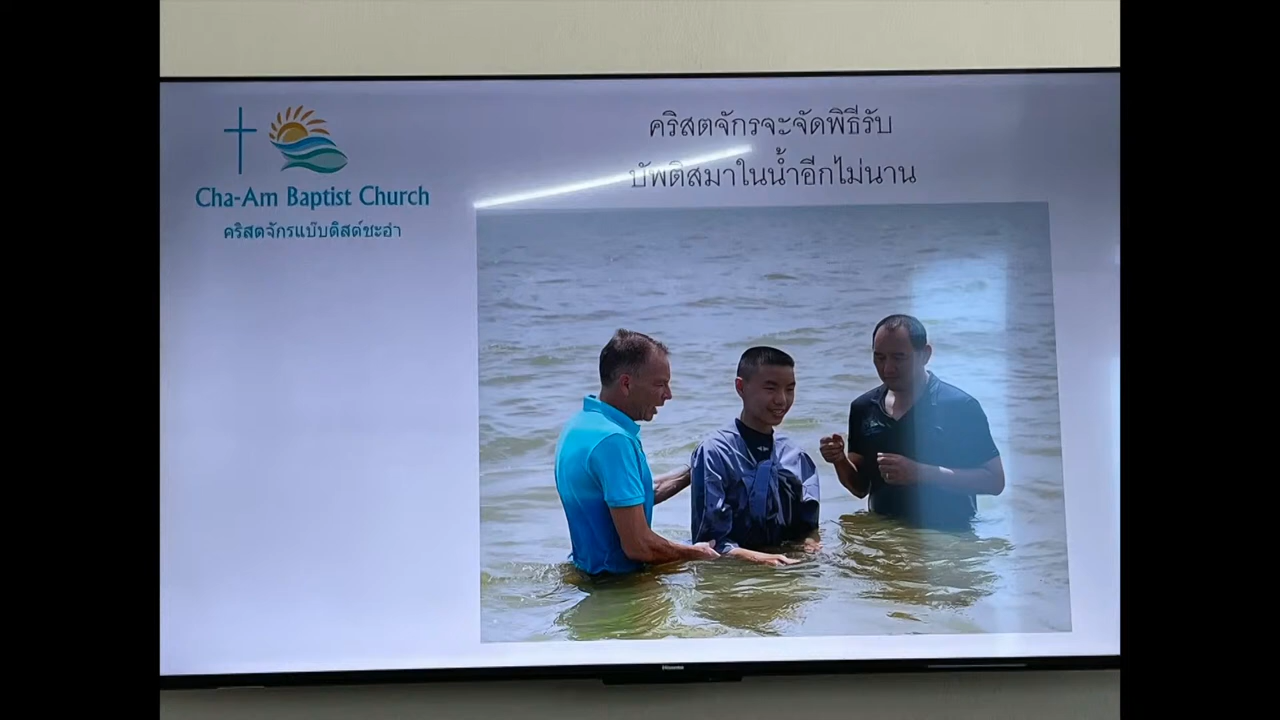 Cha-Am Baptist Church
คริสตจักรแบ๊บติสต์ชะอำ
คริสตจักรจะจัดพิธีรับ
บัพติสมาในน้ำอีกไม่นาน
Hisense